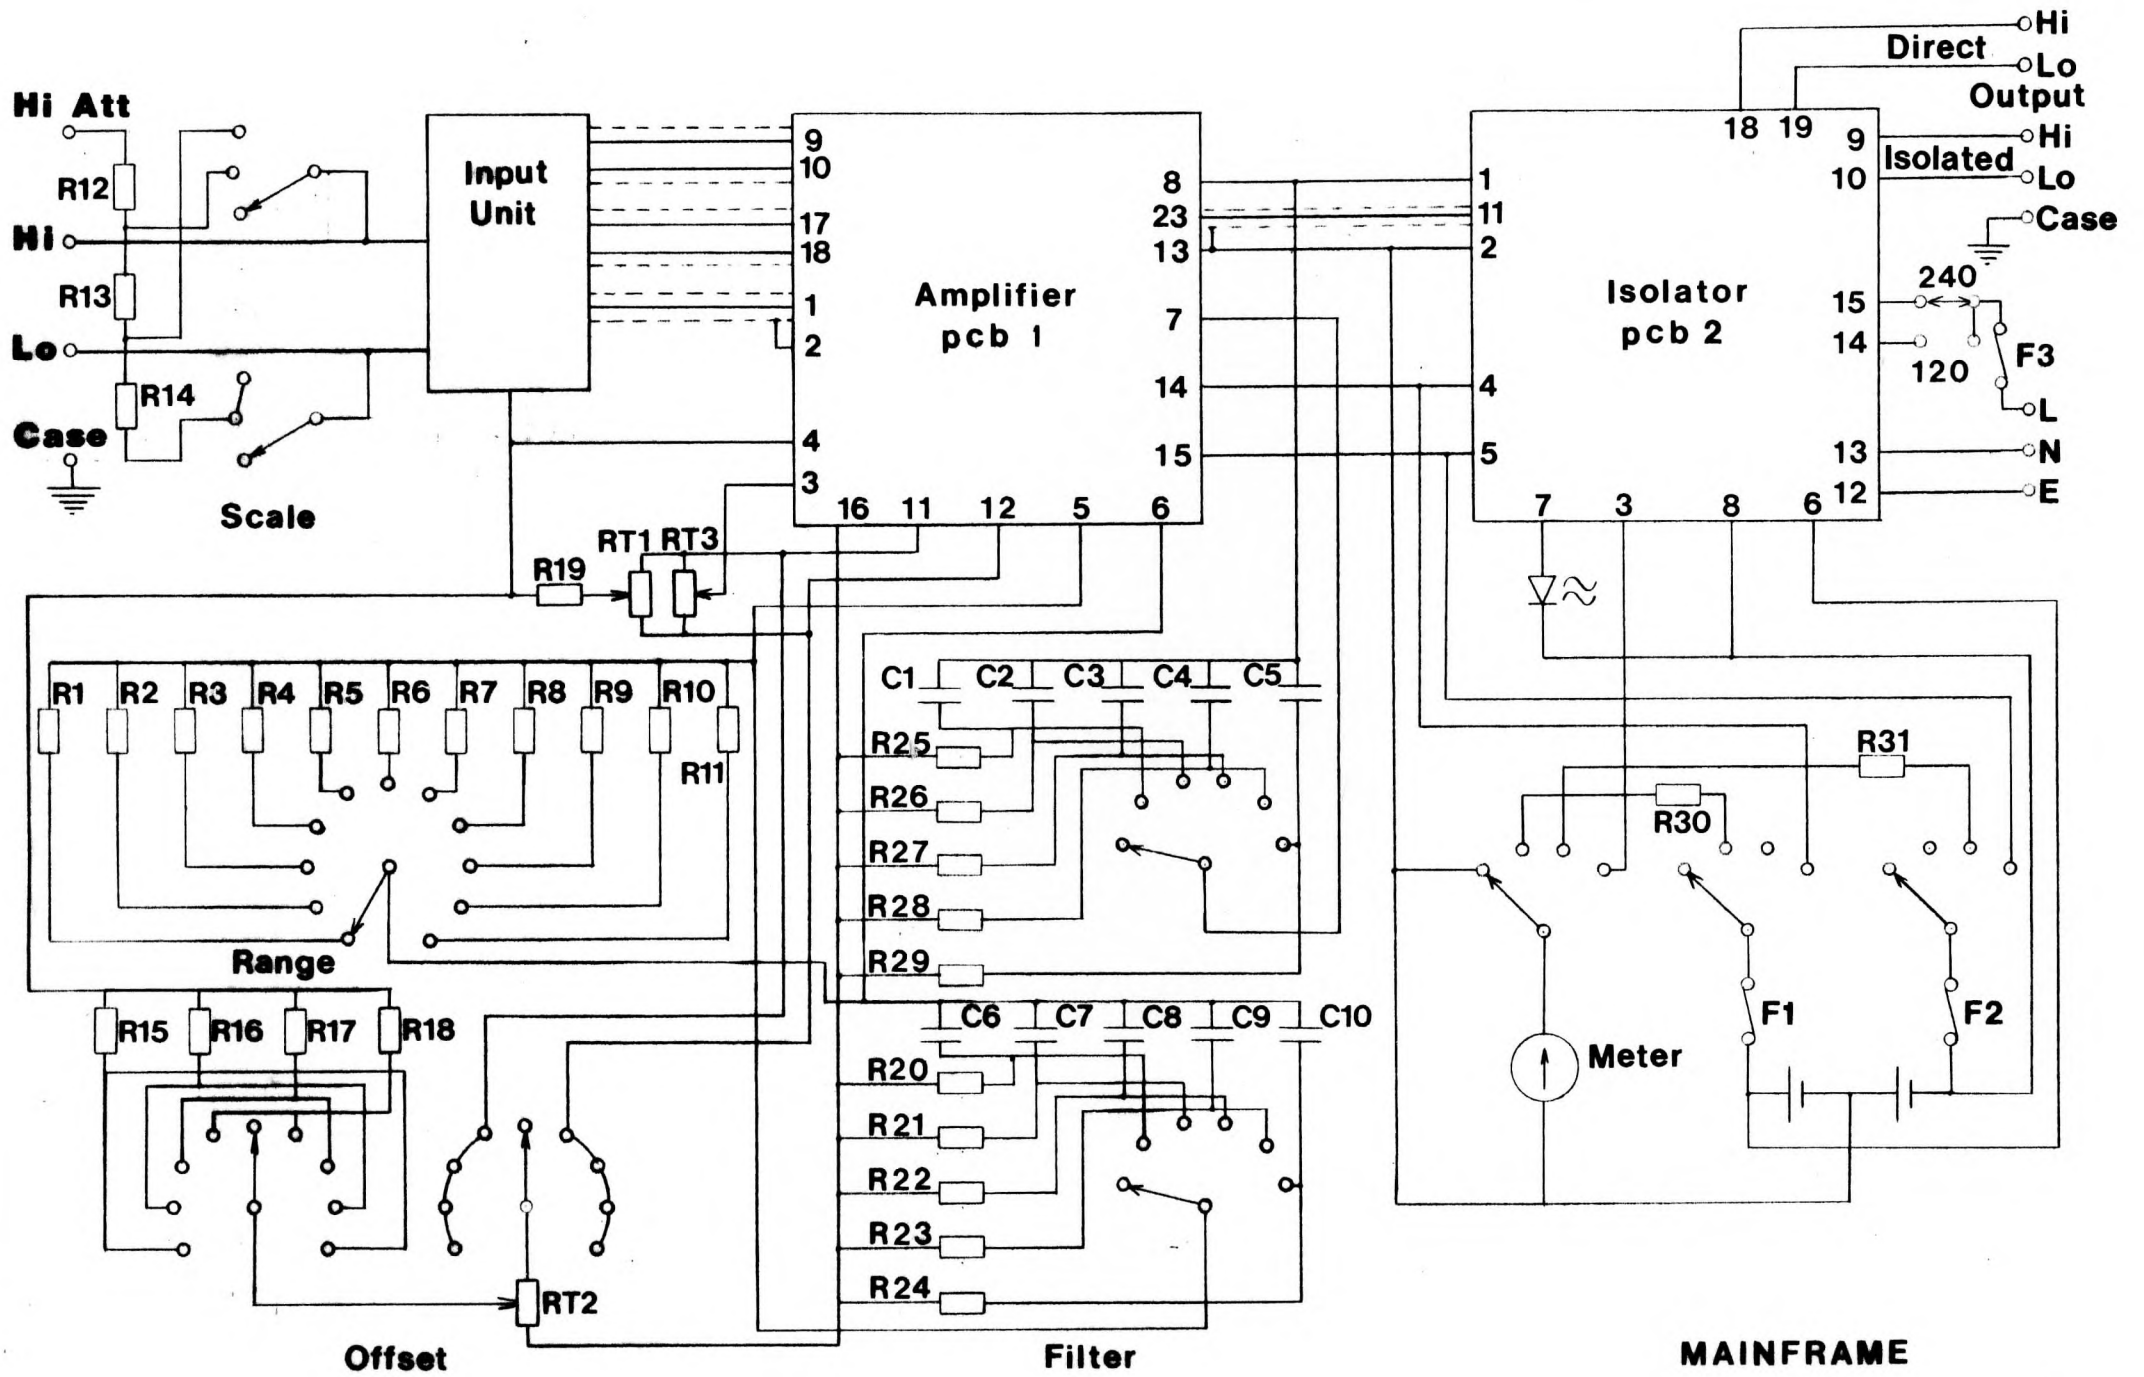 Hi Att
R12
Hi
R13
Lo
R14
Case
Scale
Input
Unit
9
10
17
18
1
2
4
3
Amplifier
pcb 1
8
23
13
7
14
15
16
11
12
5
6
1
11
2
4
5
Isolator
pcb 2
18
19
9
10
15
14
13
12
7
3
8
6
Hi
Direct
Lo
Output
Hi
Isolated
Lo
Case
240
120
F3
L
N
E
RT1
RT3
R19
R1
R2
R3
R4
R5
R6
R7
R8
R9
R10
R11
Range
R15
R16
R17
R18
RT2
Offset
C1
C2
C3
C4
C5
R25
R26
R27
R28
R29
C6
C7
C8
C9
C10
R20
R21
R22
R23
R24
Filter
R31
R30
F1
F2
Meter
MAINFRAME